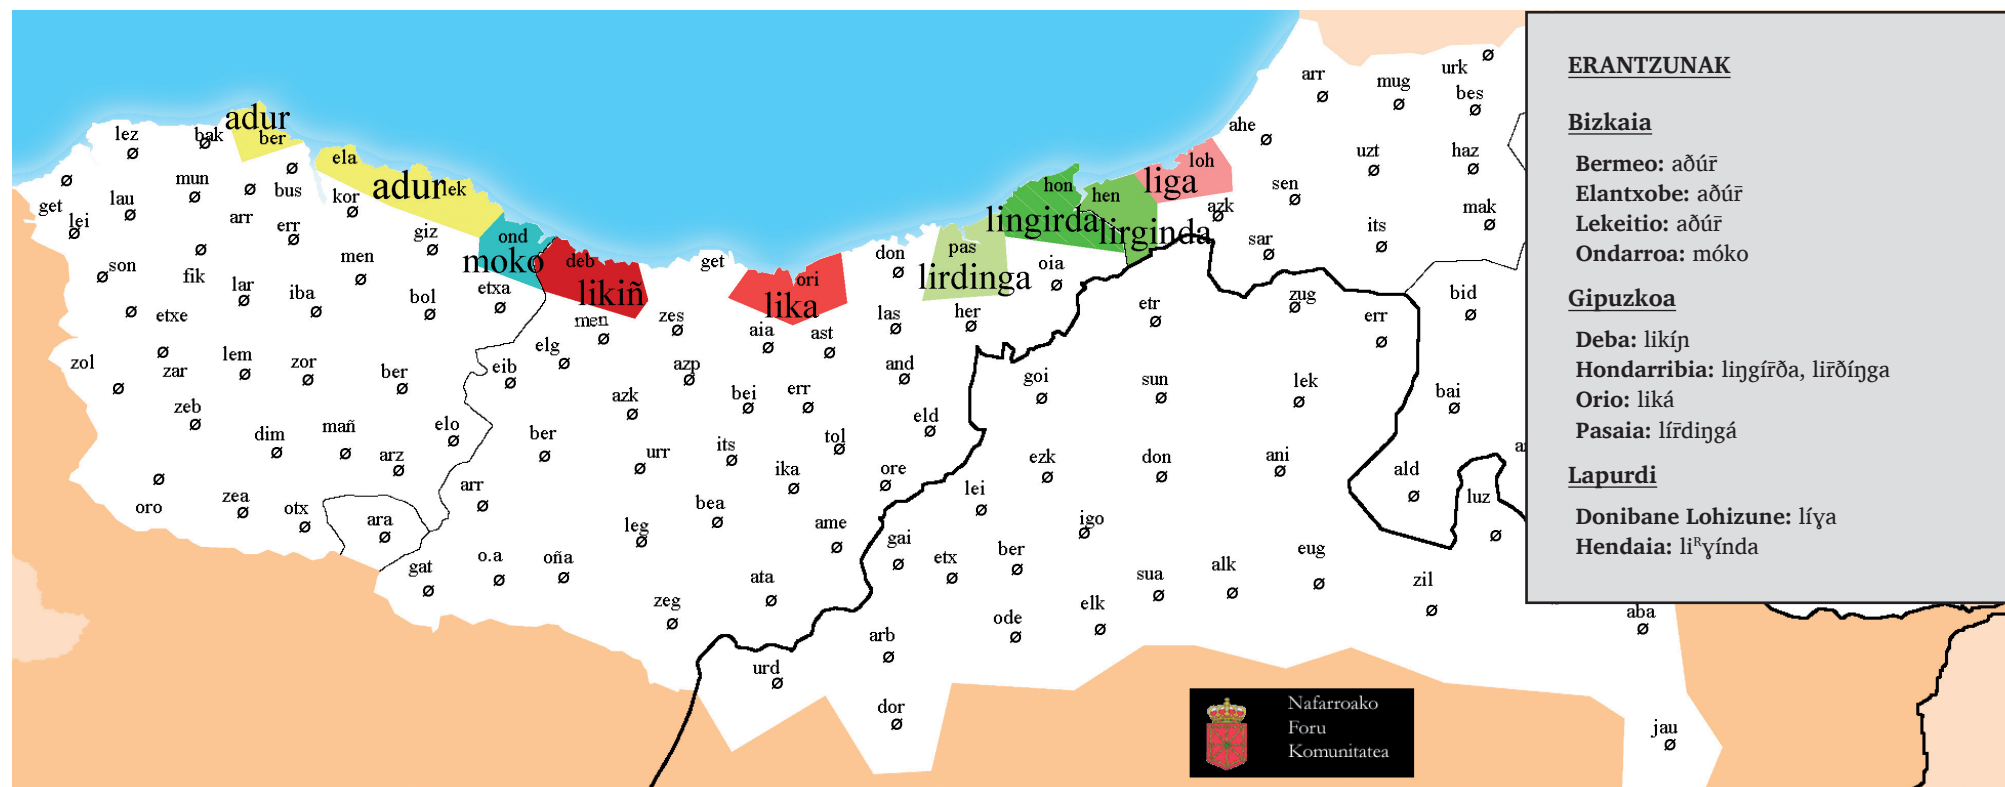 ERANTZUNAK
Bizkaia
Bermeo: aðúr̄
Elantxobe: aðúr̄
Lekeitio: aðúr̄
Ondarroa: móko
Gipuzkoa
Deba: likíɲ
Hondarribia: liŋgír̄ða, lir̄ðíŋga
Orio: liká
Pasaia: lír̄diŋgá
Lapurdi
Donibane Lohizune: líɣa
Hendaia: liᴿɣínda
adur
ber
lez
bak
ela
adur
lek
get
mun
bus
kor
lau
lei
arr
err
giz
ond
moko
deb
likiñ
get
ori
lika
don
pas
lirdinga
hon
lingirda
hen
lirginda
loh
liga
ahe
arr
mug
urk
bes
uzt
haz
sen
azk
its
mak
sar
oia
son
fik
men
lar
iba
bol
etxa
etxe
men
zes
aia
ast
las
her
etr
zug
err
bid
zol
zar
lem
zor
ber
eib
elg
azp
and
goi
sun
lek
bai
zeb
azk
bei
err
eld
dim
mañ
elo
arz
ber
urr
its
tol
ika
ore
ezk
don
ani
ald
luz
oro
zea
otx
ara
arr
leg
bea
ame
lei
igo
gai
etx
ber
eug
gat
o.a
oña
ata
sua
alk
zil
zeg
ode
elk
aba
arb
urd
dor
jau
Nafarroako
Foru
Komunitatea